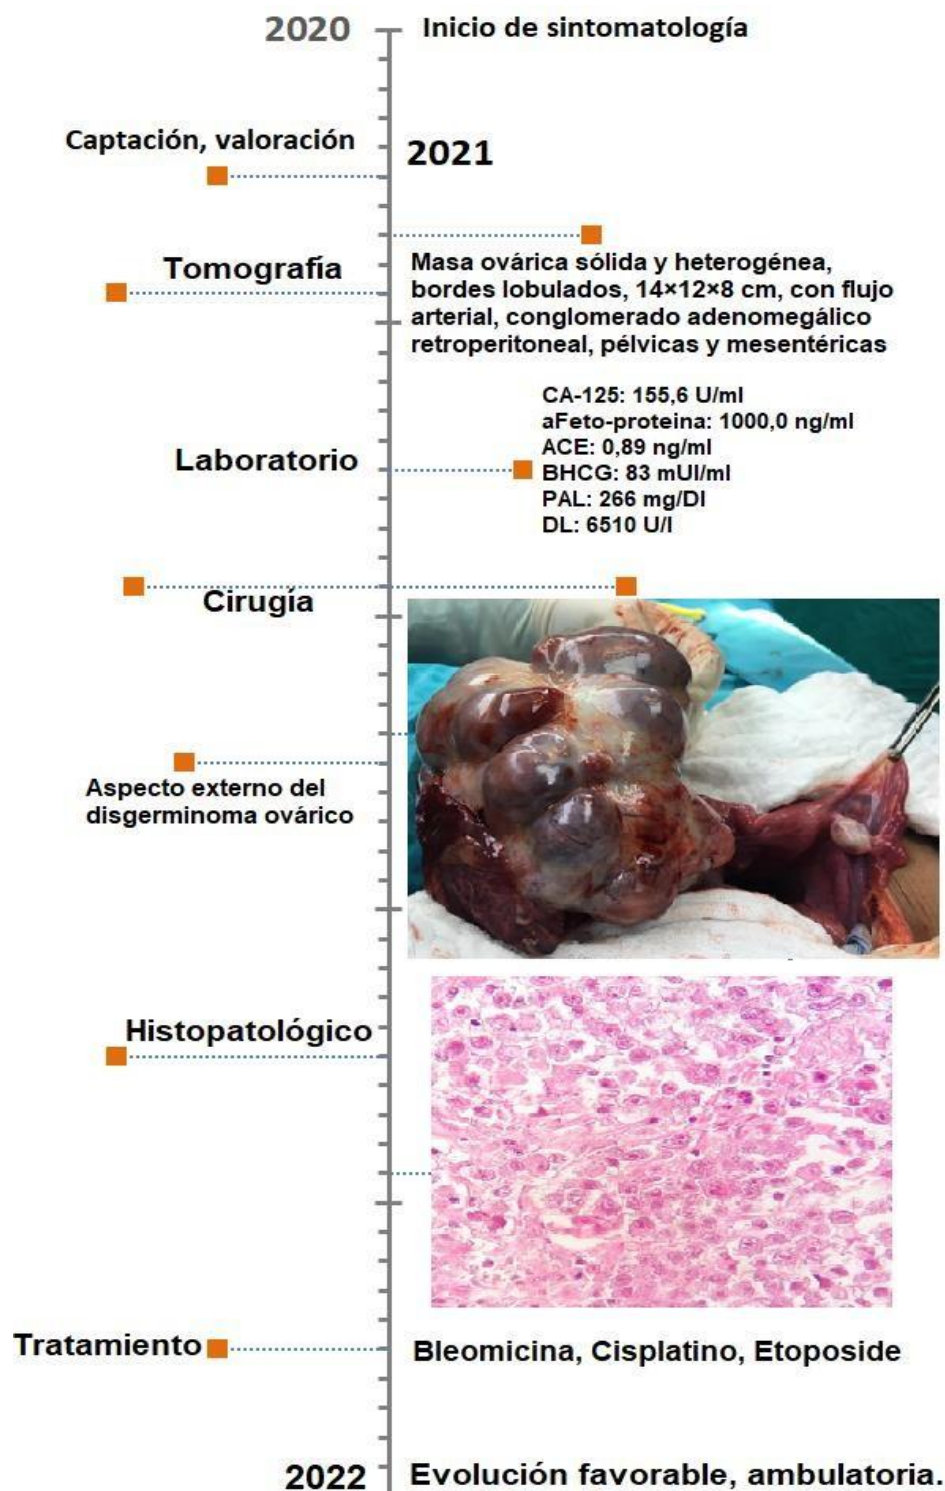 2020
Inicio de sintomatología
Captación, valoración
2021
Tomografía
Masa ovárica sólida y heterogénea,
bordes lobulados, 14×12×8 cm, con flujo
arterial, conglomerado adenomegálico
retroperitoneal, pélvicas y mesentéricas
Laboratorio
CA-125: 155,6 U/ml
aFeto-proteina: 1000,0 ng/ml
ACE: 0,89 ng/ml
BHCG: 83 mUI/ml
PAL: 266 mg/Dl
DL: 6510 U/l
Cirugía
Aspecto externo del
disgerminoma ovárico
Histopatológico
Tratamiento
Bleomicina, Cisplatino, Etoposide
2022
Evolución favorable, ambulatoria.